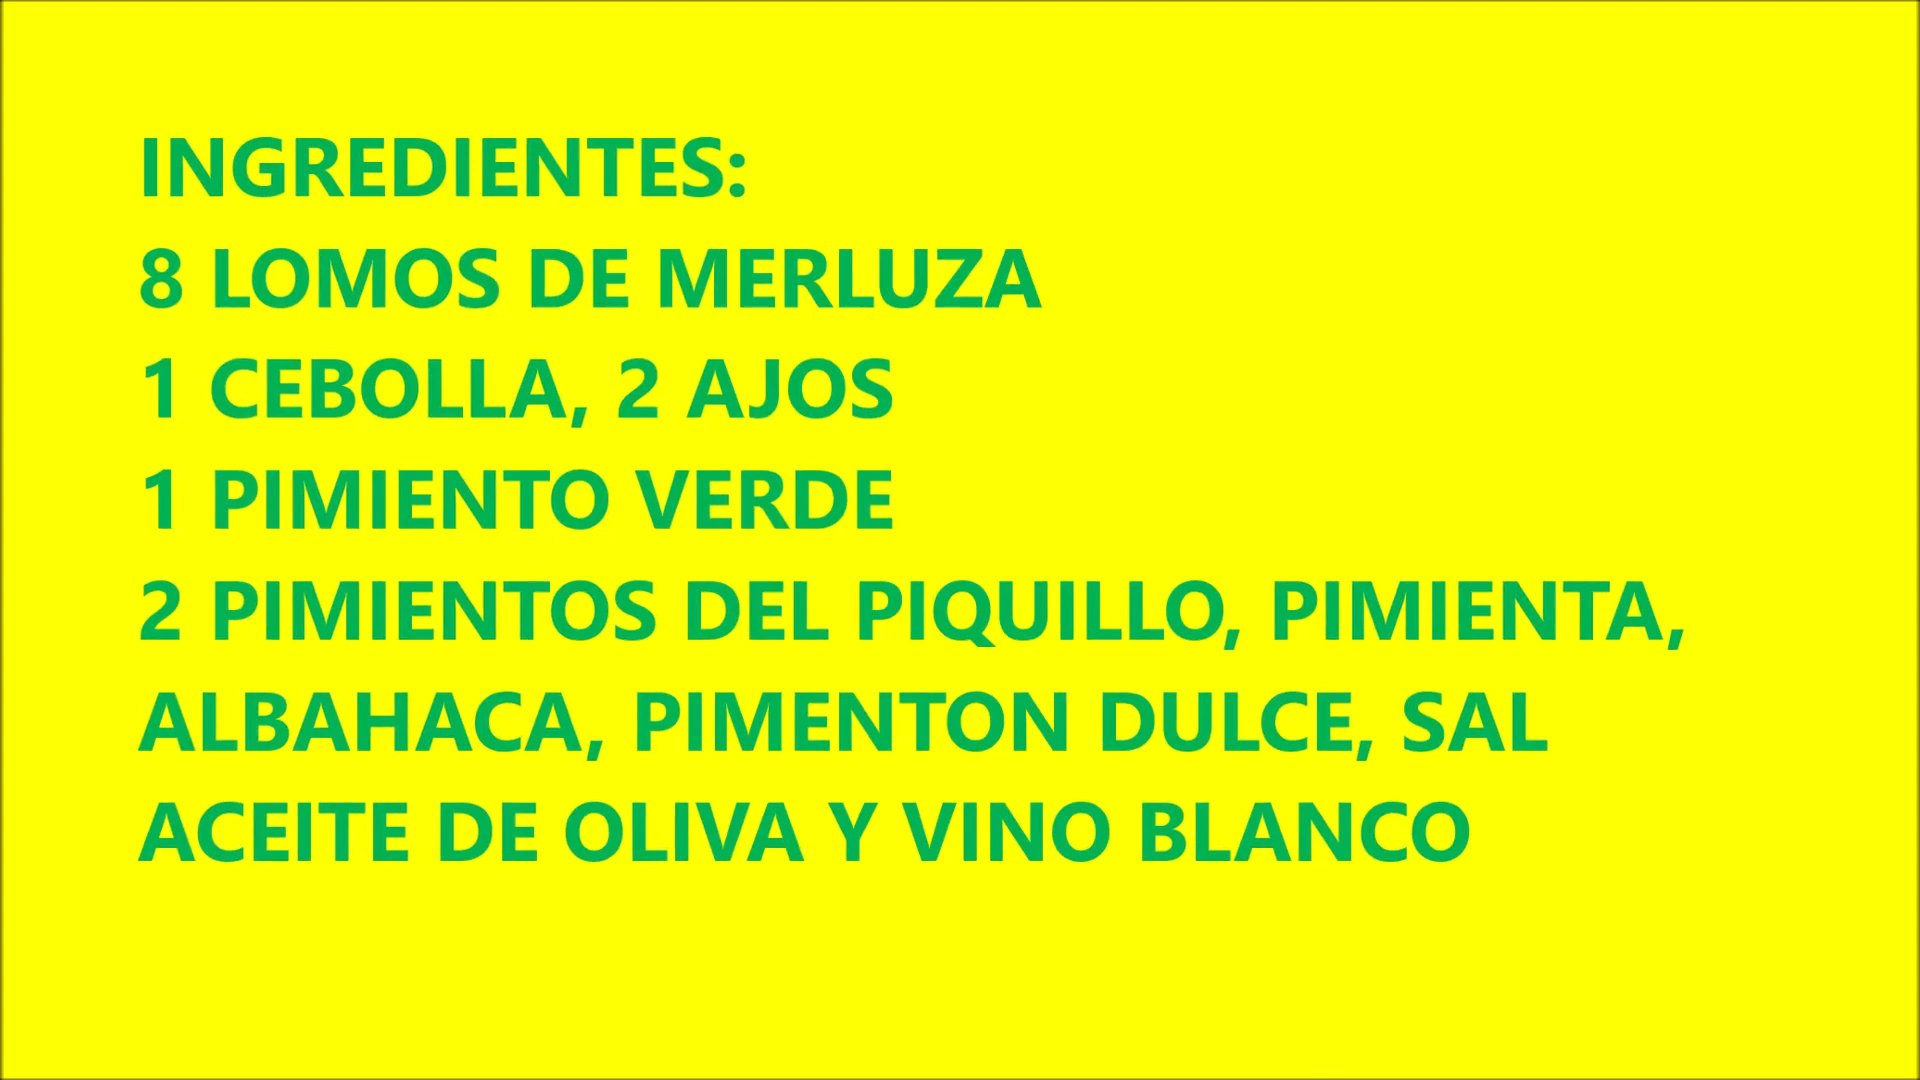 INGREDIENTES:
8 LOMOS DE MERLUZA
1 CEBOLLA, 2 AJOS
1 PIMIENTO VERDE
2 PIMIENTOS DEL PIQUILLO, PIMIENTA,
ALBAHACA, PIMENTON DULCE, SAL
ACEITE DE OLIVA Y VINO BLANCO